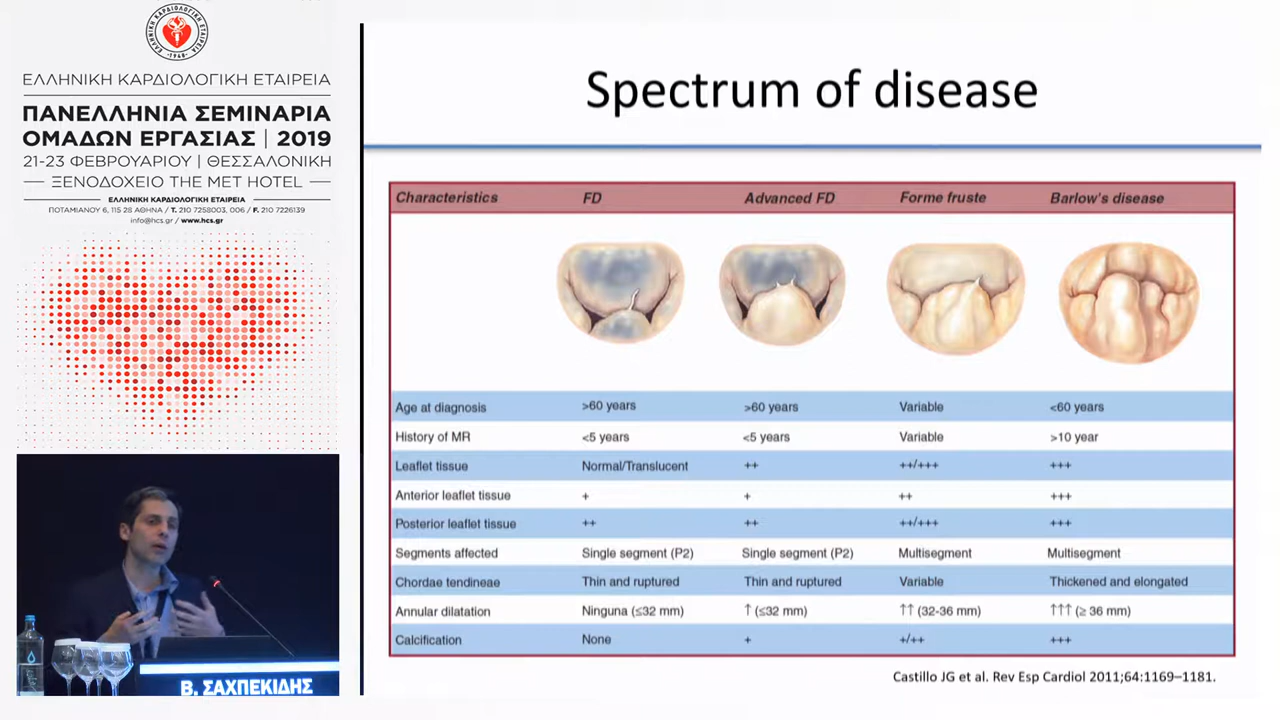 ΕΛΛΗΝΙΚΗ ΚΑΡΔΙΟΛΟΓΙΚΗ ΕΤΑΙΡΕΙΑ
•1948•
ΕΛΛΗΝΙΚΗ ΚΑΡΔΙΟΛΟΓΙΚΗ ΕΤΑΙΡΕΙΑ
ΠΑΝΕΛΛΗΝΙΑ ΣΕΜΙΝΑΡΙΑ
ΟΜΑΔΩΝ ΕΡΓΑΣΙΑΣ | 2019
21-23 ΦΕΒΡΟΥΑΡΙΟΥ | ΘΕΣΣΑΛΟΝΙΚΗ
ΞΕΝΟΔΟΧΕΙΟ THE MET HOTEL
ΕΛΛΗΝΙΚΗ ΚΑΡΔΙΟΛΟΓΙΚΗ ΕΤΑΙΡΕΙΑ
ΠΟΤΑΜΙΑΝΟΥ 6, 115 28 ΑΘΗΝΑ / Τ. 210 7258003, 006 / F. 210 7226139
info@hcs.gr / www.hcs.gr
Β. ΣΑΧΠΕΚΙΔΗΣ
Spectrum of disease
Characteristics FD Advanced FD Forme fruste Barlow's disease
Age at diagnosis >60 years >60 years Variable <60 years
History of MR <5 years <5 years Variable >10 year
Leaflet tissue Normal/Translucent ++ ++/+++ +++
Anterior leaflet tissue + + ++ +++
Posterior leaflet tissue ++ ++ ++/+++ +++
Segments affected Single segment (P2) Single segment (P2) Multisegment Multisegment
Chordae tendineae Thin and ruptured Thin and ruptured Variable Thickened and elongated
Annular dilatation Ninguna (≤32 mm) ↑ (≤32 mm) ↑↑ (32-36 mm) ↑↑↑ (≥ 36 mm)
Calcification None + +/++ +++
Castillo JG et al. Rev Esp Cardiol 2011;64:1169–1181.